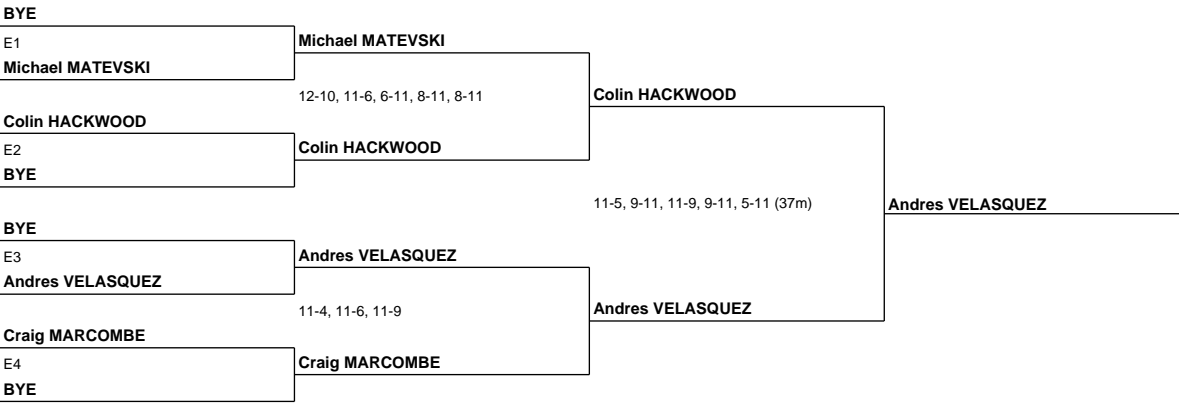 BYE
E1
Michael MATEVSKI
Michael MATEVSKI
12-10, 11-6, 6-11, 8-11, 8-11
Colin HACKWOOD
Colin HACKWOOD
E2
BYE
Colin HACKWOOD
11-5, 9-11, 11-9, 9-11, 5-11 (37m)
Andres VELASQUEZ
BYE
E3
Andres VELASQUEZ
Andres VELASQUEZ
11-4, 11-6, 11-9
Andres VELASQUEZ
Craig MARCOMBE
E4
BYE
Craig MARCOMBE